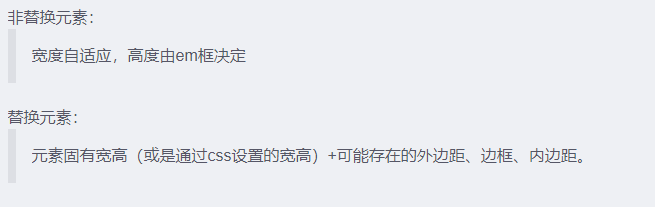 非替换元素：
宽度自适应，高度由em框决定
替换元素：
元素固有宽高（或是通过css设置的宽高）+可能存在的外边距、边框、内边距。